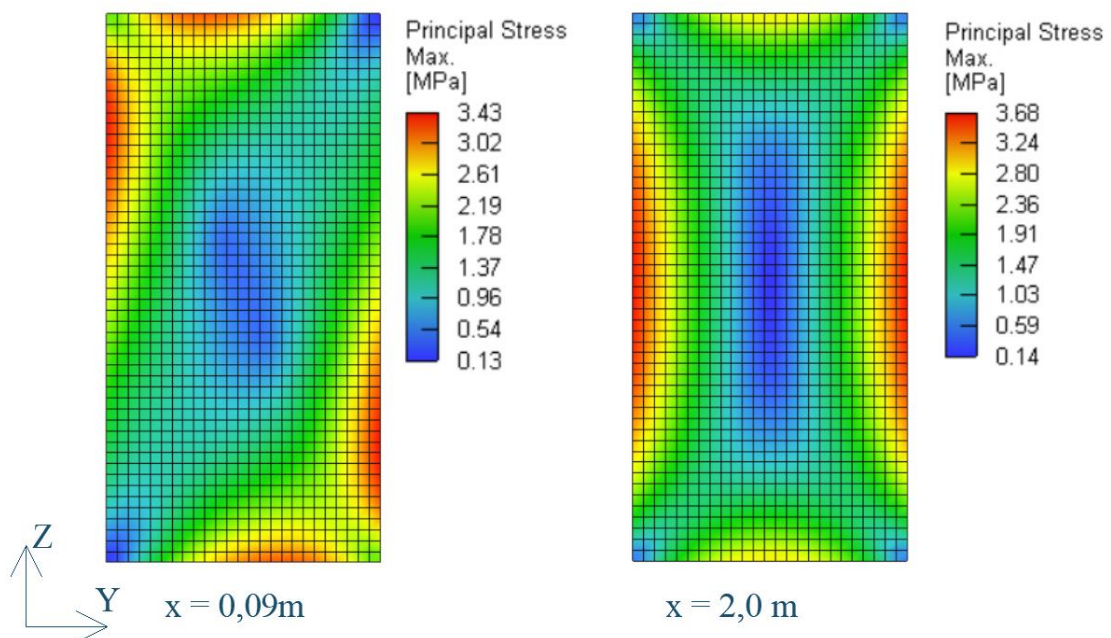 Principal Stress
Max.
[MPa]
3.43
3.02
2.61
2.19
1.78
1.37
0.96
0.54
0.13
Principal Stress
Max.
[MPa]
3.68
3.24
2.80
2.36
1.91
1.47
1.03
0.59
0.14
Z
Y
x = 0,09m
x = 2,0 m